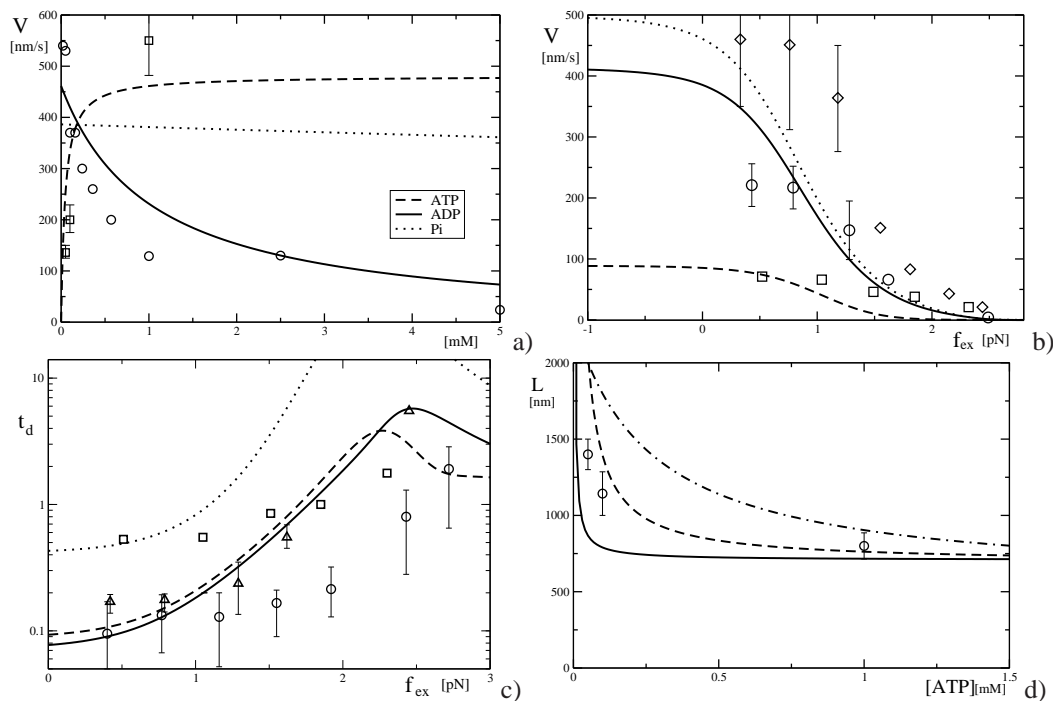 V
[nm/s]
600
500
400
300
200
100
0
0 1 2 3 4 5
[mM]
ATP
ADP
Pi
a)
V
[nm/s]
500
400
300
200
100
0
-1 0 1 2
f_ex [pN]
b)
10
t_d
1
0.1
0 1 2 3
f_ex [pN]
c)
L
[nm]
2000
1500
1000
500
0
0 0.5 1 1.5
[ATP][mM]
d)